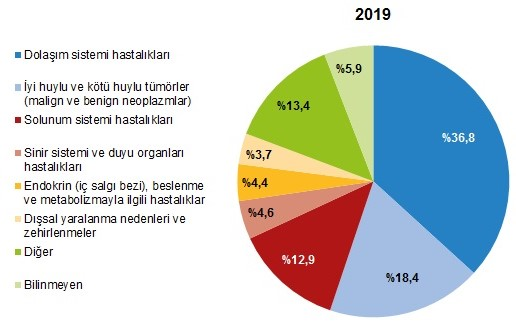 2019
Dolaşım sistemi hastalıkları
İyi huylu ve kötü huylu tümörler
(malign ve benign neoplazmlar)
Solunum sistemi hastalıkları
Sinir sistemi ve duyu organları
hastalıkları
Endokrin (iç salgı bezi), beslenme
ve metabolizmayla ilgili hastalıklar
Dışsal yaralanma nedenleri ve
zehirlenmeler
Diğer
Bilinmeyen
%36,8
%18,4
%12,9
%4,6
%4,4
%3,7
%13,4
%5,9